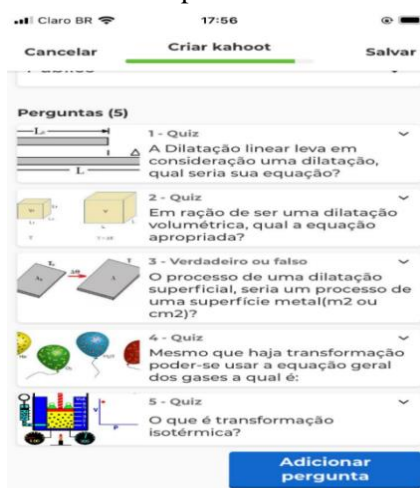 Claro BR
17:56
Cancelar
Criar kahoot
Salvar
Perguntas (5)
1 - Quiz
A Dilatação linear leva em
consideração uma dilatação,
qual seria sua equação?
L
2 - Quiz
Em ração de ser uma dilatação
volumétrica, qual a equação
apropriada?
3 - Verdadeiro ou falso
O processo de uma dilatação
superficial, seria um processo de
uma superfície metal(m2 ou
cm2)?
4 - Quiz
Mesmo que haja transformação
poder-se usar a equação geral
dos gases a qual é:
5 - Quiz
O que é transformação
isotérmica?
Adicionar
pergunta